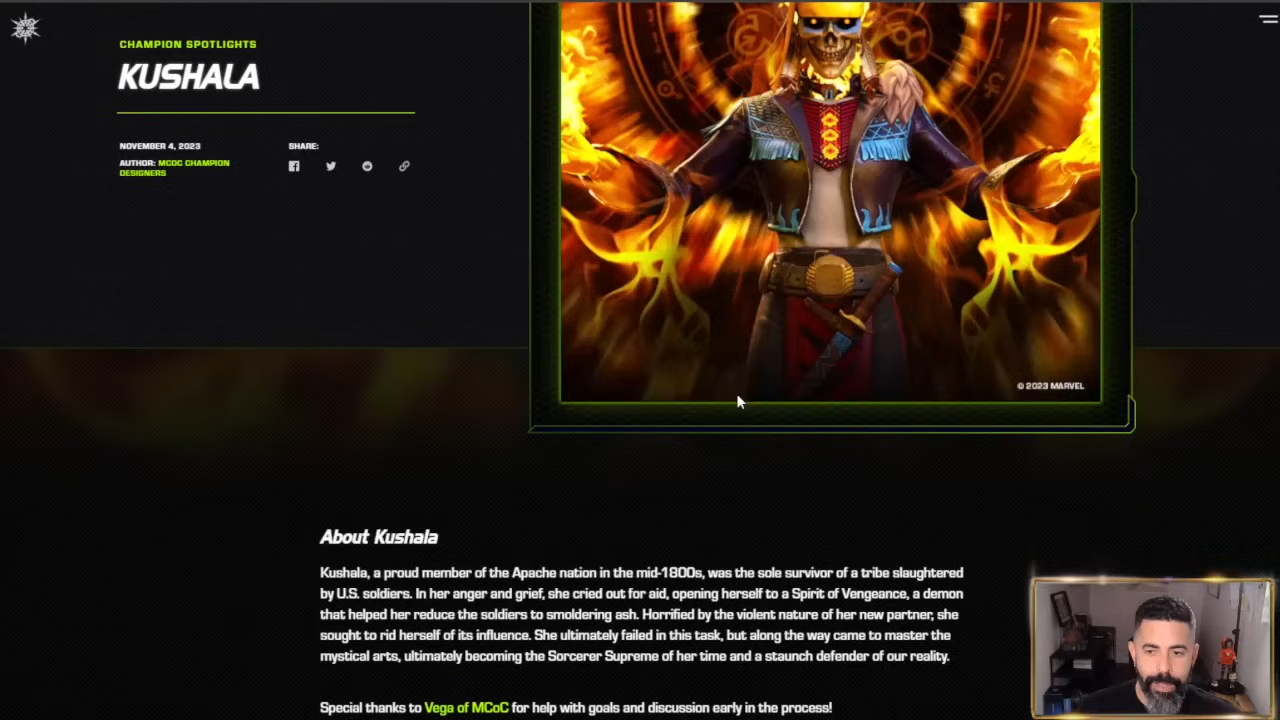 CHAMPION SPOTLIGHTS
KUSHALA
NOVEMBER 4, 2023
SHARE:
AUTHOR: MCOC CHAMPION
DESIGNERS
© 2023 MARVEL
About Kushala
Kushala, a proud member of the Apache nation in the mid-1800s, was the sole survivor of a tribe slaughtered
by U.S. soldiers. In her anger and grief, she cried out for aid, opening herself to a Spirit of Vengeance, a demon
that helped her reduce the soldiers to smoldering ash. Horrified by the violent nature of her new partner, she
sought to rid herself of its influence. She ultimately failed in this task, but along the way came to master the
mystical arts, ultimately becoming the Sorcerer Supreme of her time and a staunch defender of our reality.
Special thanks to Vega of MCoC for help with goals and discussion early in the process!